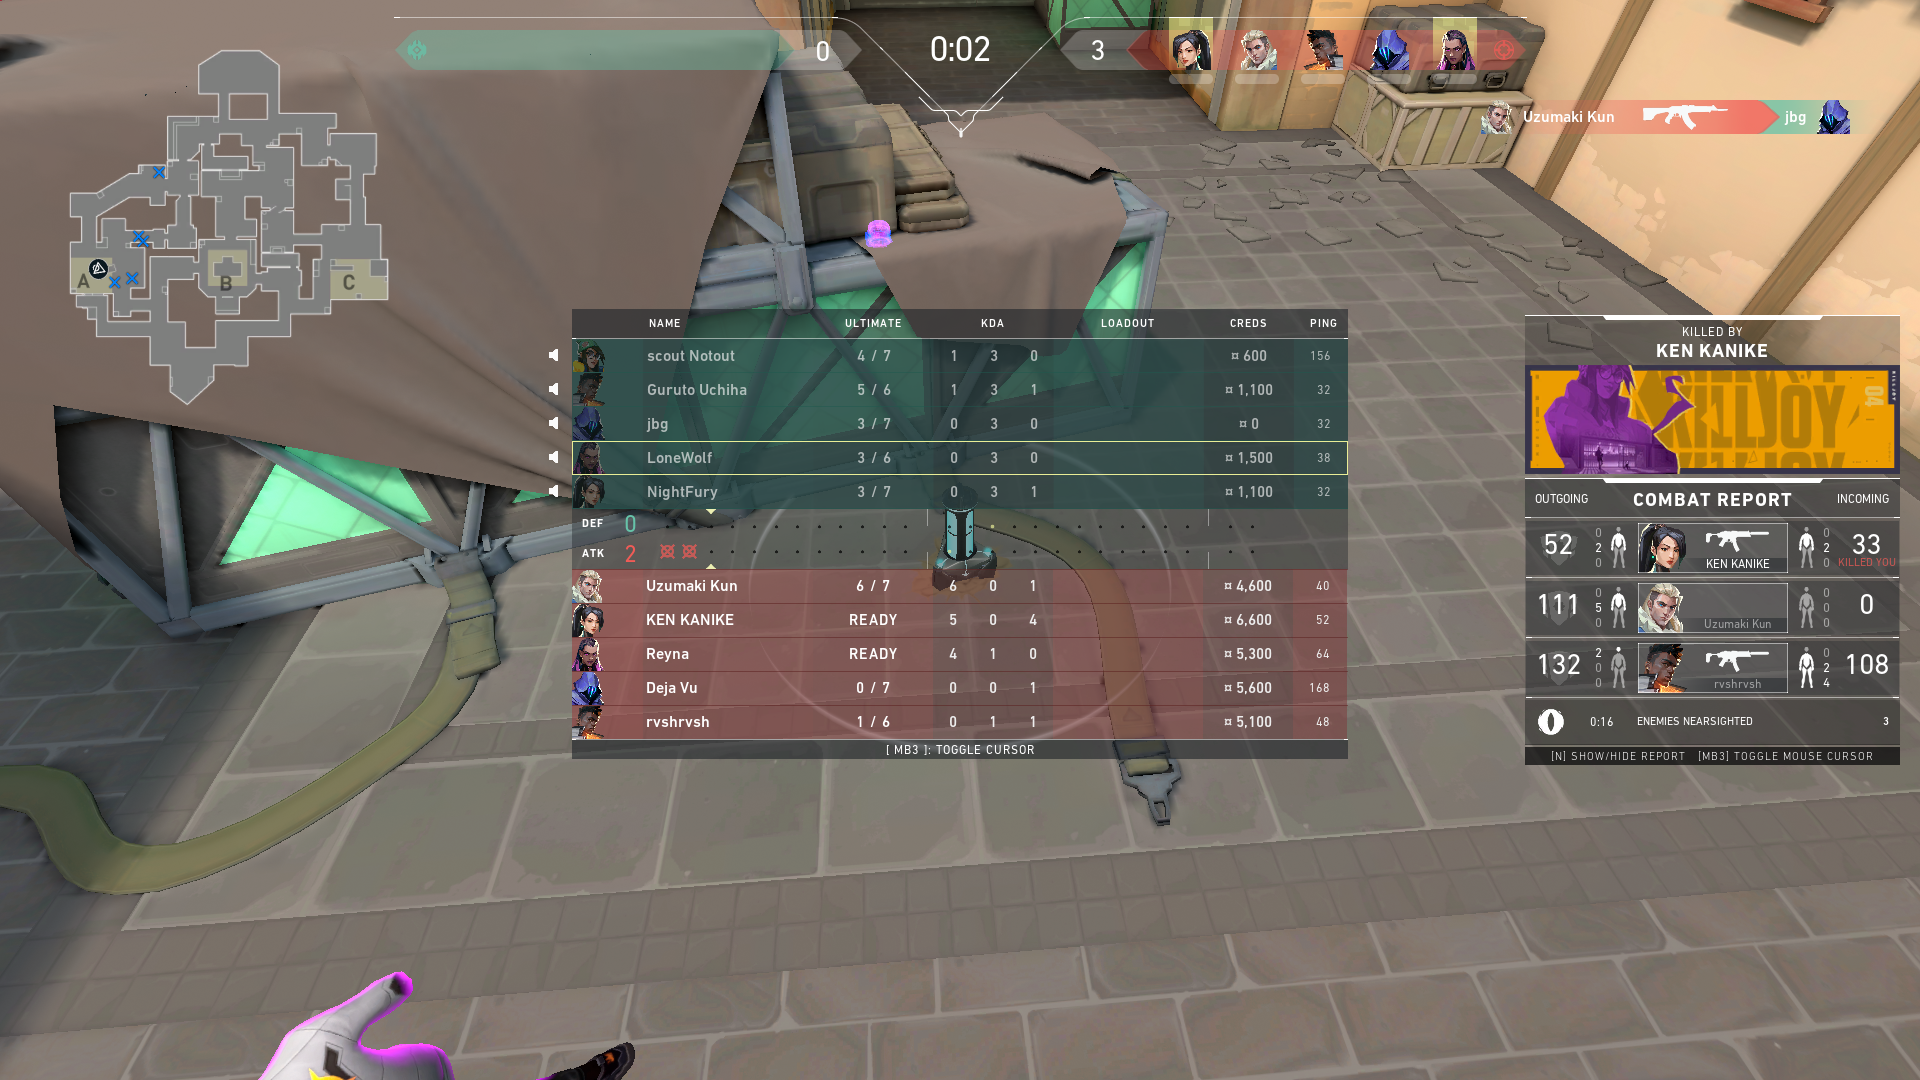 0 0:02 3
Uzumaki Kun jbg
A B C
NAME ULTIMATE KDA LOADOUT CREDS PING
scout Notout 4 / 7 1 3 0 ¤ 600 156
Guruto Uchiha 5 / 6 1 3 1 ¤ 1,100 32
jbg 3 / 7 0 3 0 ¤ 0 32
LoneWolf 3 / 6 0 3 0 ¤ 1,500 38
NightFury 3 / 7 0 3 1 ¤ 1,100 32
DEF 0
ATK 2
Uzumaki Kun 6 / 7 6 0 1 ¤ 4,600 40
KEN KANIKE READY 5 0 4 ¤ 6,600 52
Reyna READY 4 1 0 ¤ 5,300 64
Deja Vu 0 / 7 0 0 1 ¤ 5,600 168
rvshrvsh 1 / 6 0 1 1 ¤ 5,100 48
[ MB3 ]: TOGGLE CURSOR
KILLED BY
KEN KANIKE
KILLJOY
04
OUTGOING COMBAT REPORT INCOMING
52 0 2 0 KEN KANIKE 0 2 0 33
KILLED YOU
111 0 5 0 Uzumaki Kun 0 0 0 0
132 2 0 0 rvshrvsh 0 2 4 108
0:16 ENEMIES NEARSIGHTED 3
[N] SHOW/HIDE REPORT [MB3] TOGGLE MOUSE CURSOR